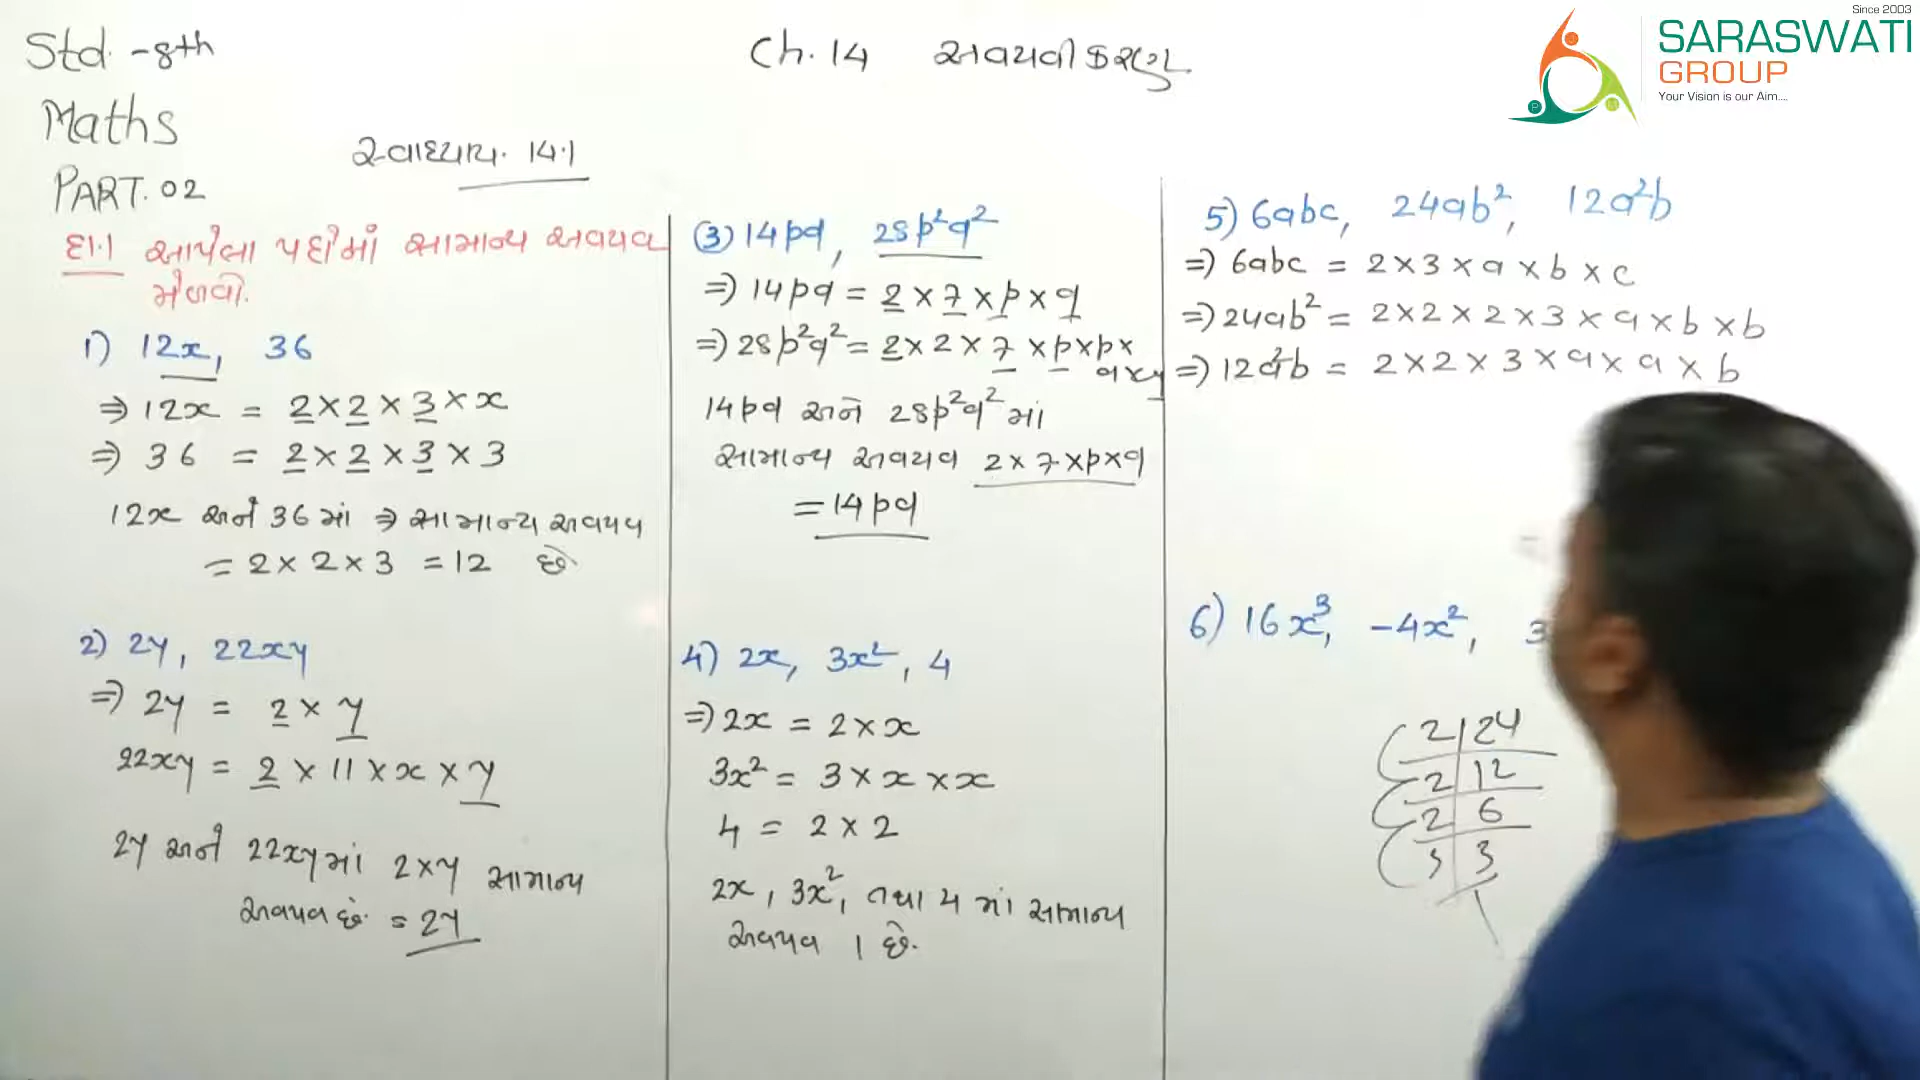 Std. -8th
Maths
PART.02
Ch. 14 અવયવીકરણ
Since 2003
SARASWATI
GROUP
Your Vision is our Aim....
સ્વાધ્યાય. 14.1
દા.1 આપેલા પદોમાં સામાન્ય અવયવ
મેળવો.
1) 12x, 36
⇒ 12x = 2×2×3×x
⇒ 36 = 2×2×3×3
12x અને 36 માં ⇒ સામાન્ય અવયવ
= 2×2×3 = 12 છે.
2) 2y, 22xy
⇒ 2y = 2×y
22xy = 2×11×x×y
2y અને 22xy માં 2×y સામાન્ય
અવયવ છે. = 2y
(3) 14pq, 28p²q²
⇒ 14pq = 2×7×p×q
⇒ 28p²q² = 2×2×7×p×p×
q×q
14pq અને 28p²q² માં
સામાન્ય અવયવ 2×7×p×q
= 14pq
4) 2x, 3x², 4
⇒ 2x = 2×x
3x² = 3×x×x
4 = 2×2
2x, 3x², તથા 4 માં સામાન્ય
અવયવ 1 છે.
5) 6abc, 24ab², 12a²b
⇒ 6abc = 2×3×a×b×c
⇒ 24ab² = 2×2×2×3×a×b×b
⇒ 12a²b = 2×2×3×a×a×b
6) 16x³, -4x², 3
2 24
2 12
2 6
3 3
1